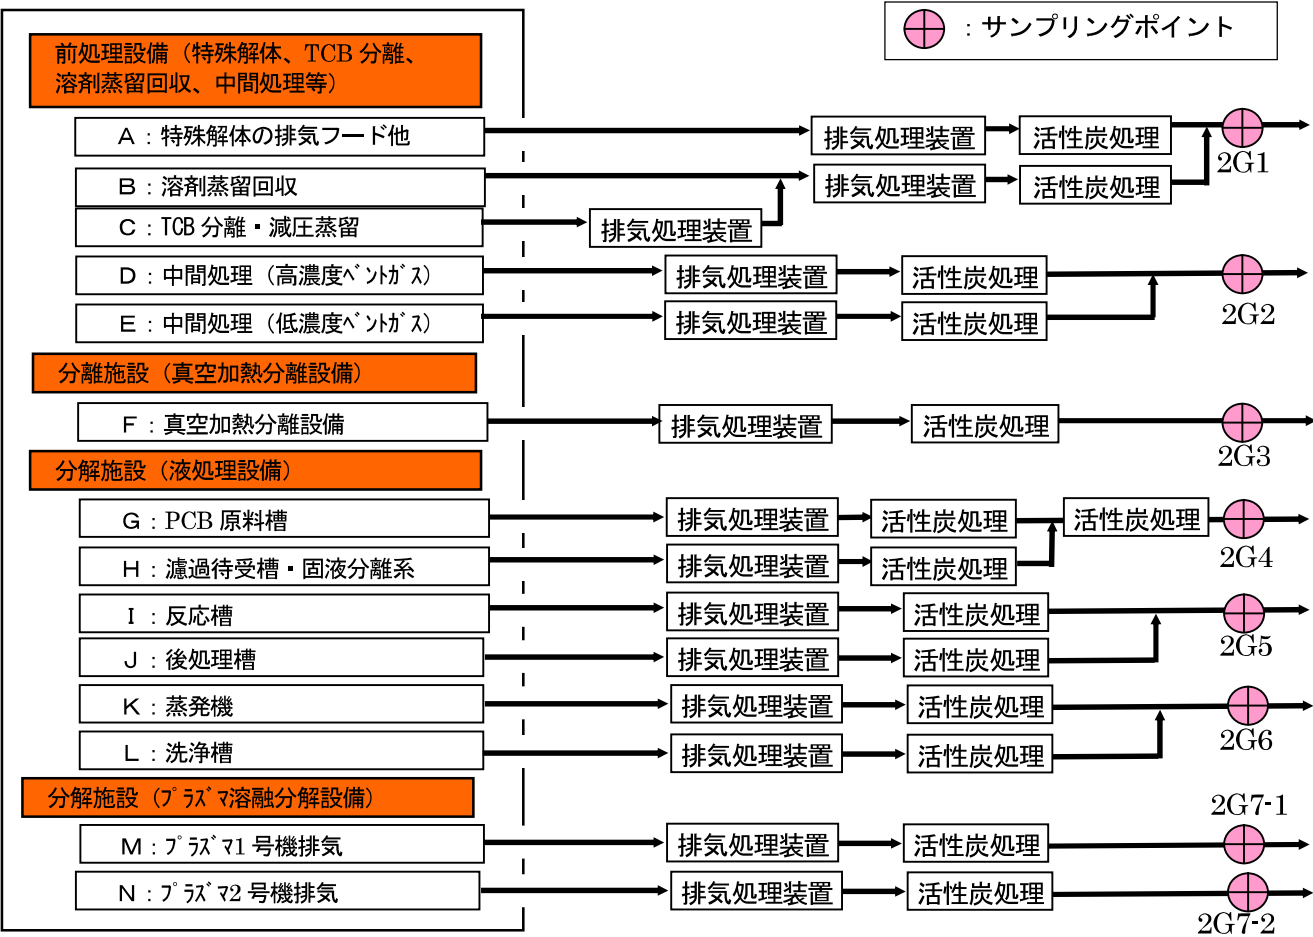 ：サンプリングポイント
前処理設備（特殊解体、TCB 分離、
溶剤蒸留回収、中間処理等）
A：特殊解体の排気フード他
排気処理装置
活性炭処理
2G1
B：溶剤蒸留回収
排気処理装置
活性炭処理
C：TCB 分離・減圧蒸留
排気処理装置
D：中間処理（高濃度ﾍﾞﾝﾄｶﾞｽ）
排気処理装置
活性炭処理
2G2
E：中間処理（低濃度ﾍﾞﾝﾄｶﾞｽ）
排気処理装置
活性炭処理
分離施設（真空加熱分離設備）
F：真空加熱分離設備
排気処理装置
活性炭処理
2G3
分解施設（液処理設備）
G：PCB 原料槽
排気処理装置
活性炭処理
活性炭処理
2G4
H：濾過待受槽・固液分離系
排気処理装置
活性炭処理
I：反応槽
排気処理装置
活性炭処理
2G5
J：後処理槽
排気処理装置
活性炭処理
K：蒸発機
排気処理装置
活性炭処理
2G6
L：洗浄槽
排気処理装置
活性炭処理
分解施設（ﾌﾟﾗｽﾞﾏ溶融分解設備）
2G7-1
M：ﾌﾟﾗｽﾞﾏ1 号機排気
排気処理装置
活性炭処理
N：ﾌﾟﾗｽﾞﾏ2 号機排気
排気処理装置
活性炭処理
2G7-2